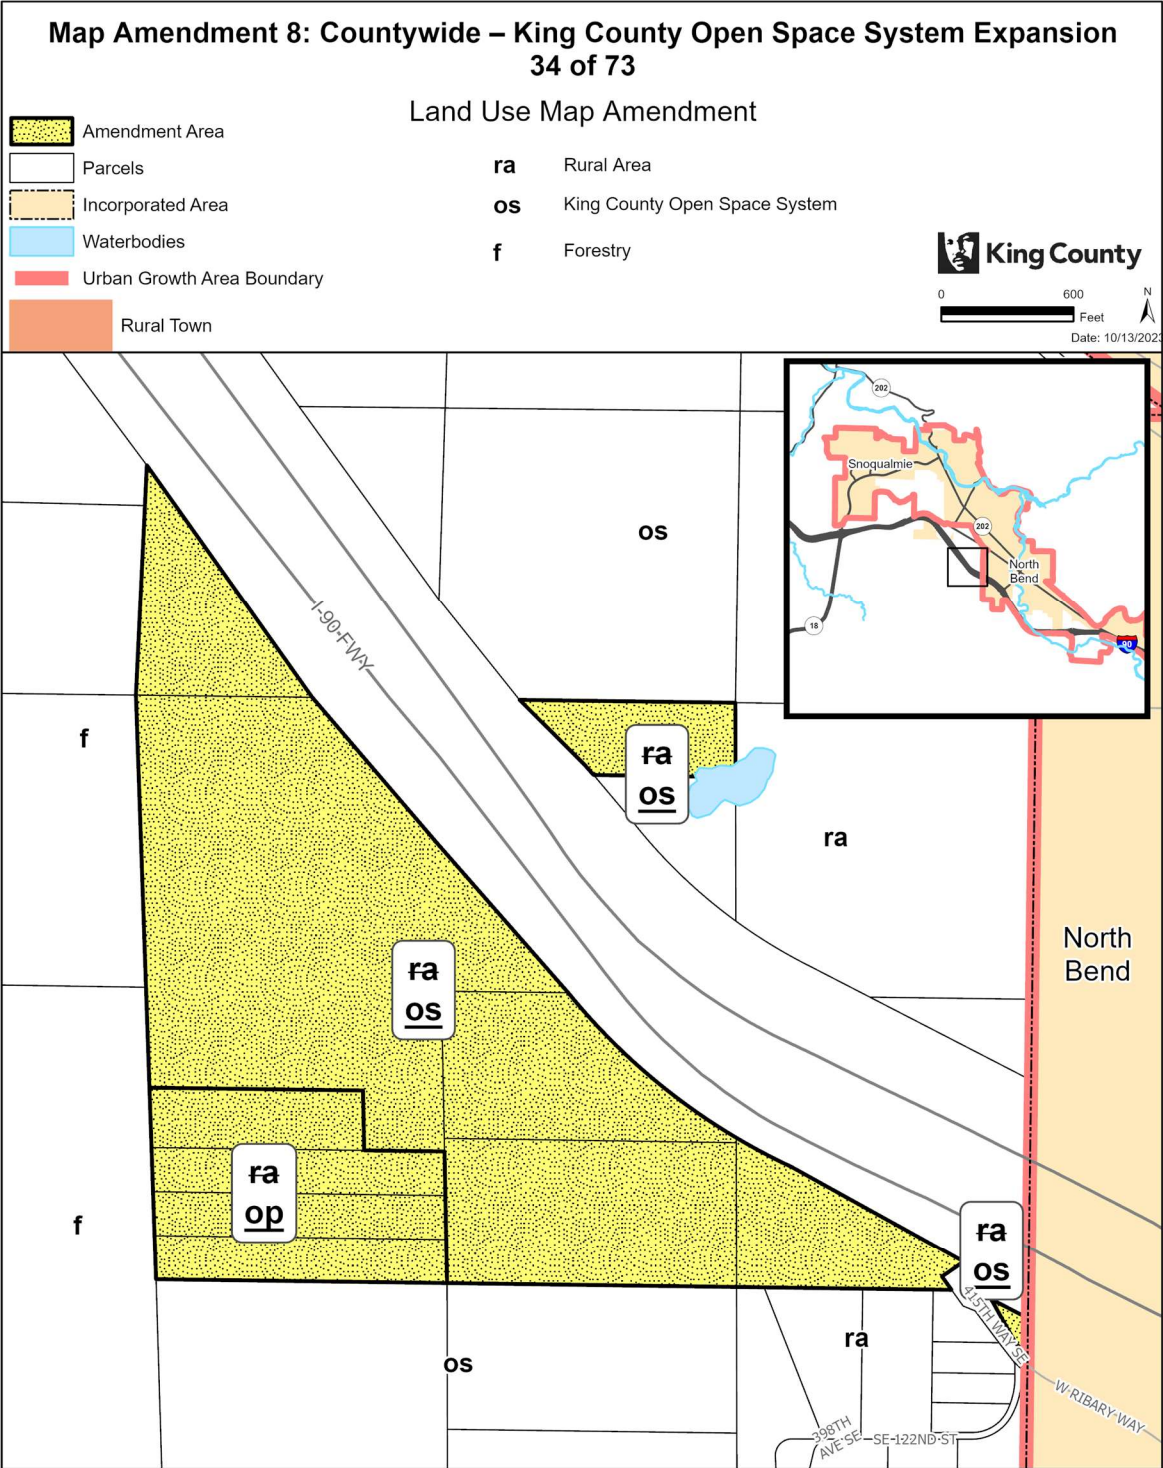 Map Amendment 8: Countywide – King County Open Space System Expansion
34 of 73
Land Use Map Amendment
Amendment Area
Parcels
Incorporated Area
Waterbodies
Urban Growth Area Boundary
Rural Town
ra Rural Area
os King County Open Space System
f Forestry
King County
0 600
Feet
N
Date: 10/13/2023
202
Snoqualmie
202
North
Bend
18
90
os
I-90-FWY
f
ra
os
ra
North
Bend
ra
os
ra
op
f
ra
os
415TH WAY SE
ra
os
W-RIBARY-WAY
398TH
AVE SE
SE-122ND-ST